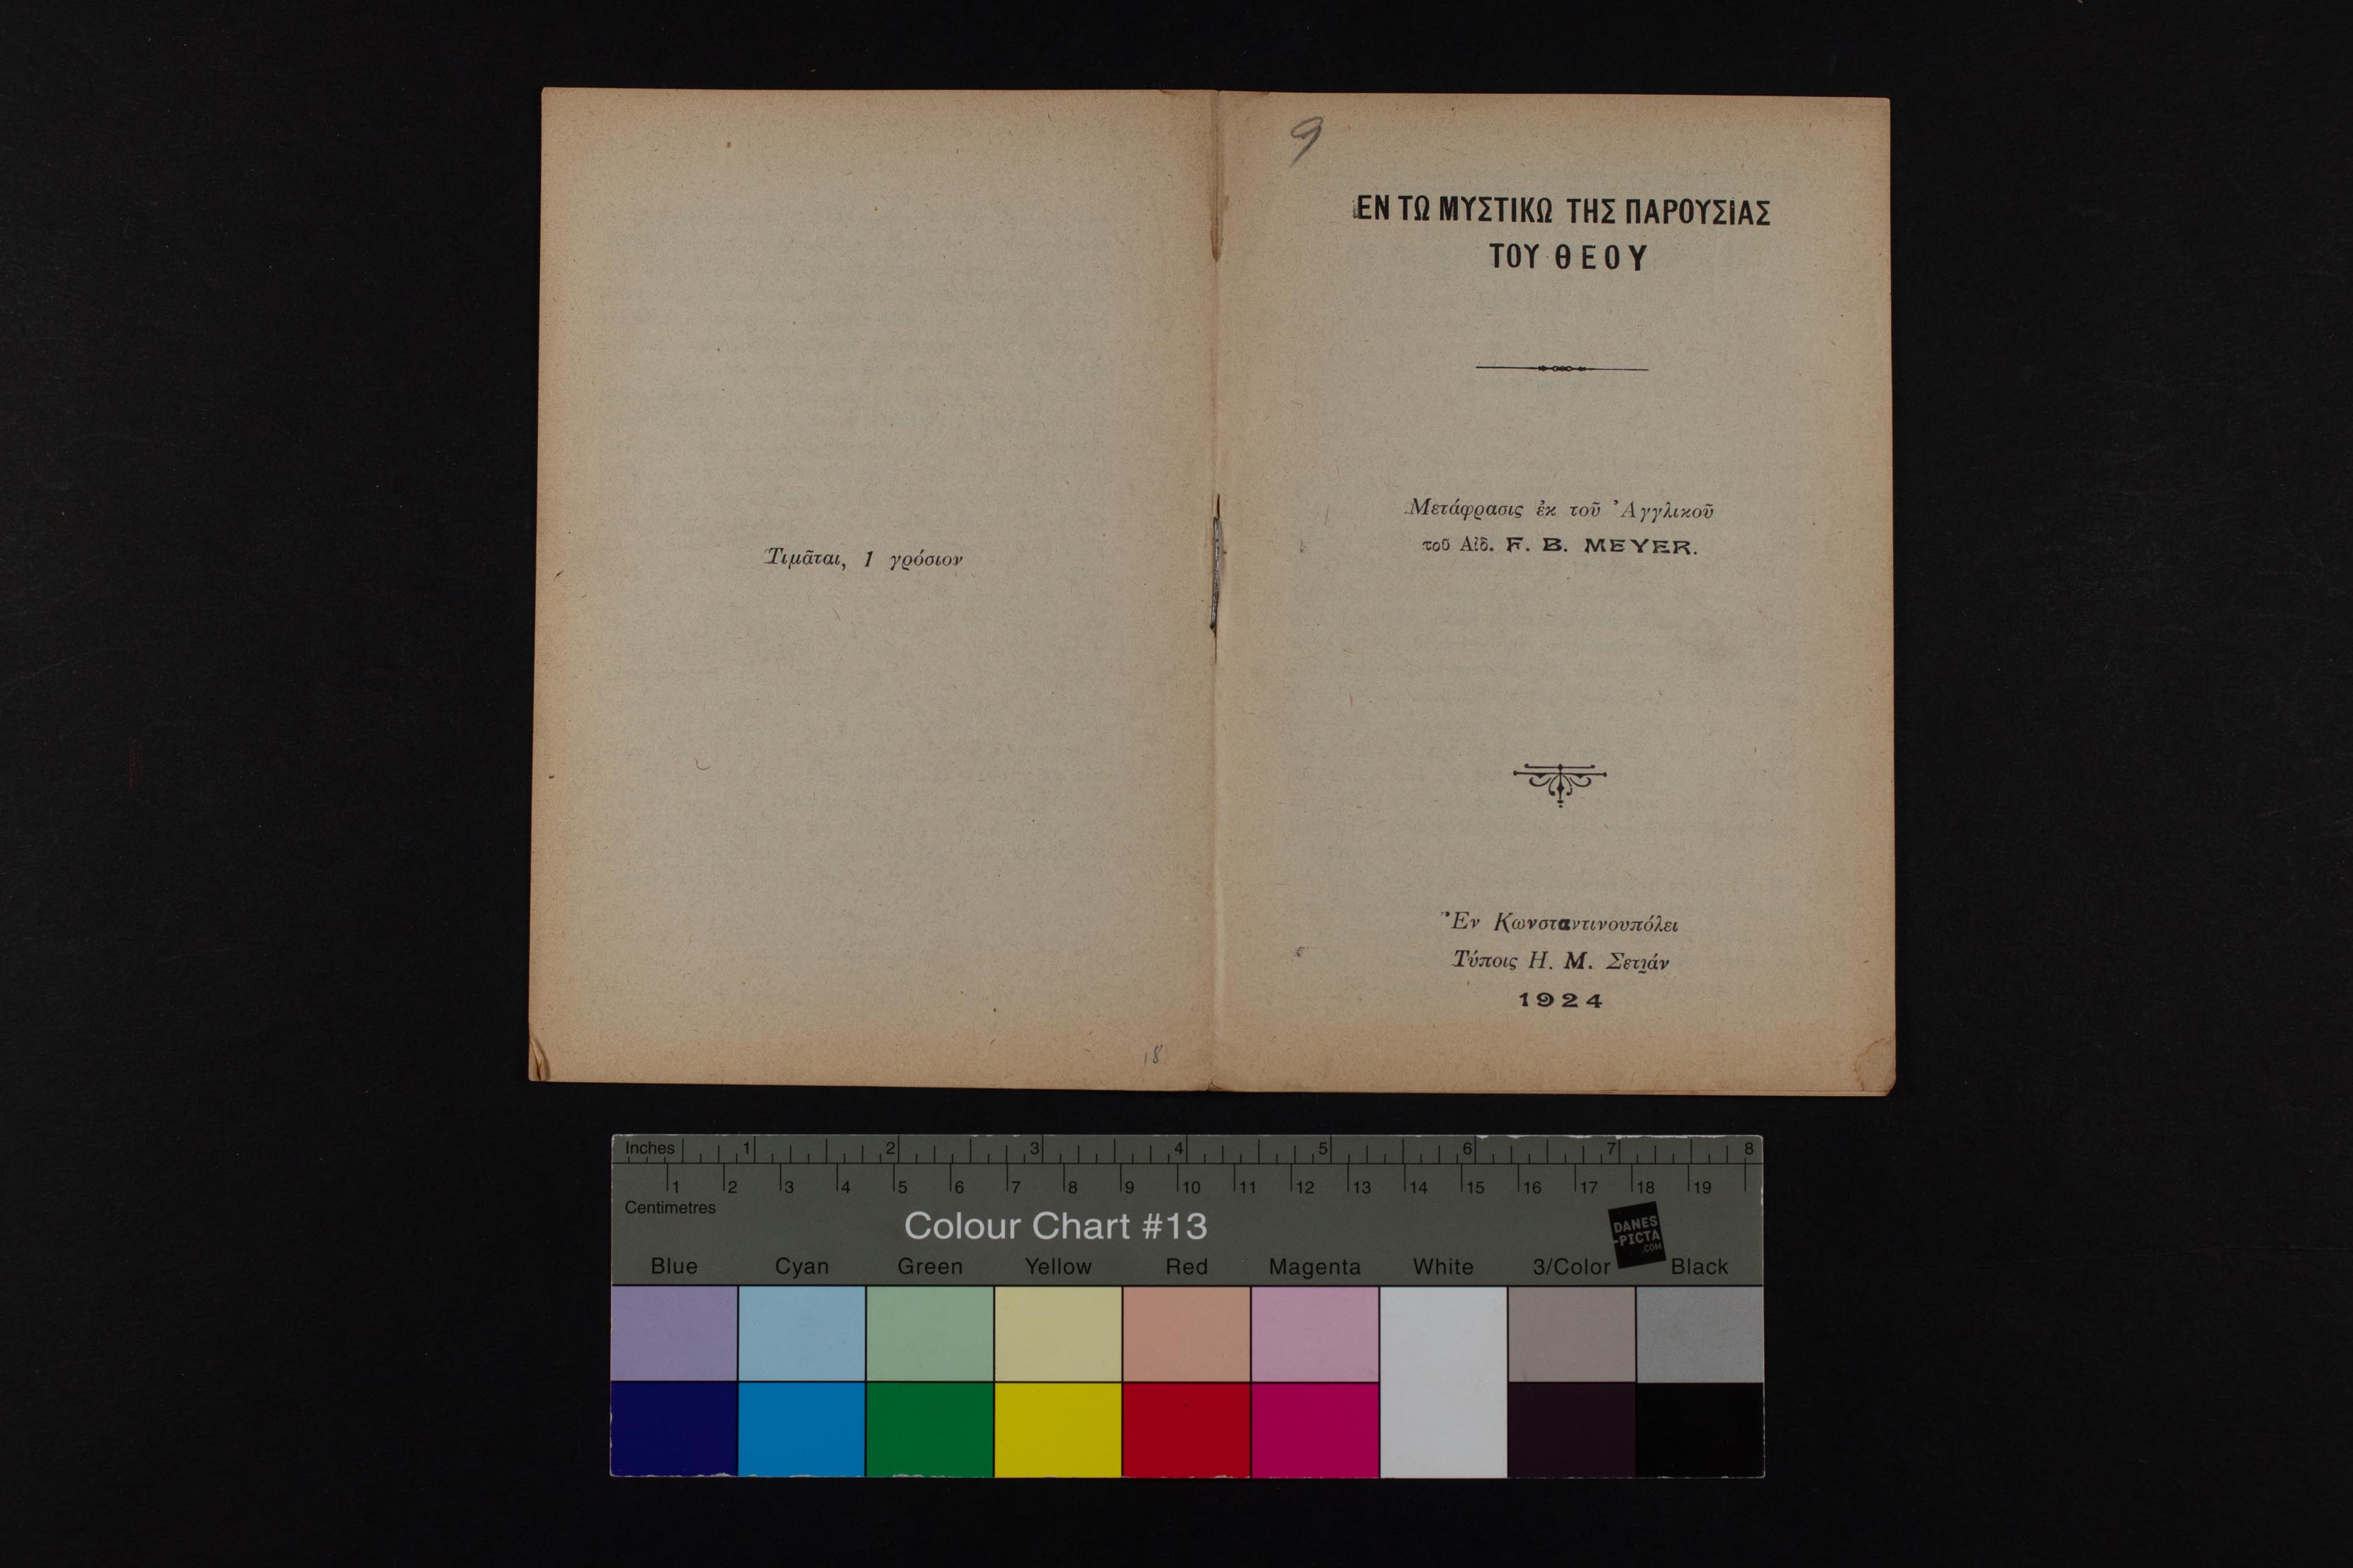 Τιμᾶται, 1 γρόσιον
18
9
ΕΝ ΤΩ ΜΥΣΤΙΚΩ ΤΗΣ ΠΑΡΟΥΣΙΑΣ
ΤΟΥ ΘΕΟΥ
Μετάφρασις ἐκ τοῦ Ἀγγλικοῦ
τοῦ Αἰδ. F. B. MEYER.
Ἐν Κωνσταντινουπόλει
Τύποις Η. Μ.
1924
Inches 1 2 3 4 5 6 7 8
1 2 3 4 5 6 7 8 9 10 11 12 13 14 15 16 17 18 19
Centimetres
Colour Chart #13
DANES
-PICTA
.COM
Blue Cyan Green Yellow Red Magenta White 3/Color Black